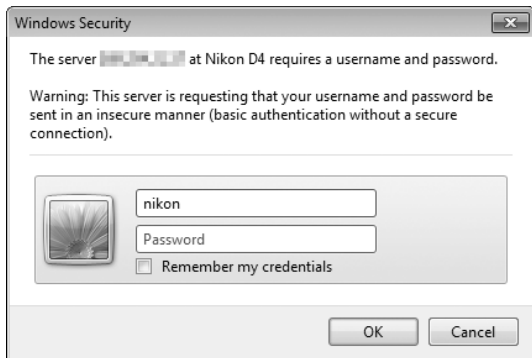 Windows Security
The server at Nikon D4 requires a username and password.
Warning: This server is requesting that your username and password be
sent in an insecure manner (basic authentication without a secure
connection).
nikon
Password
Remember my credentials
OK Cancel